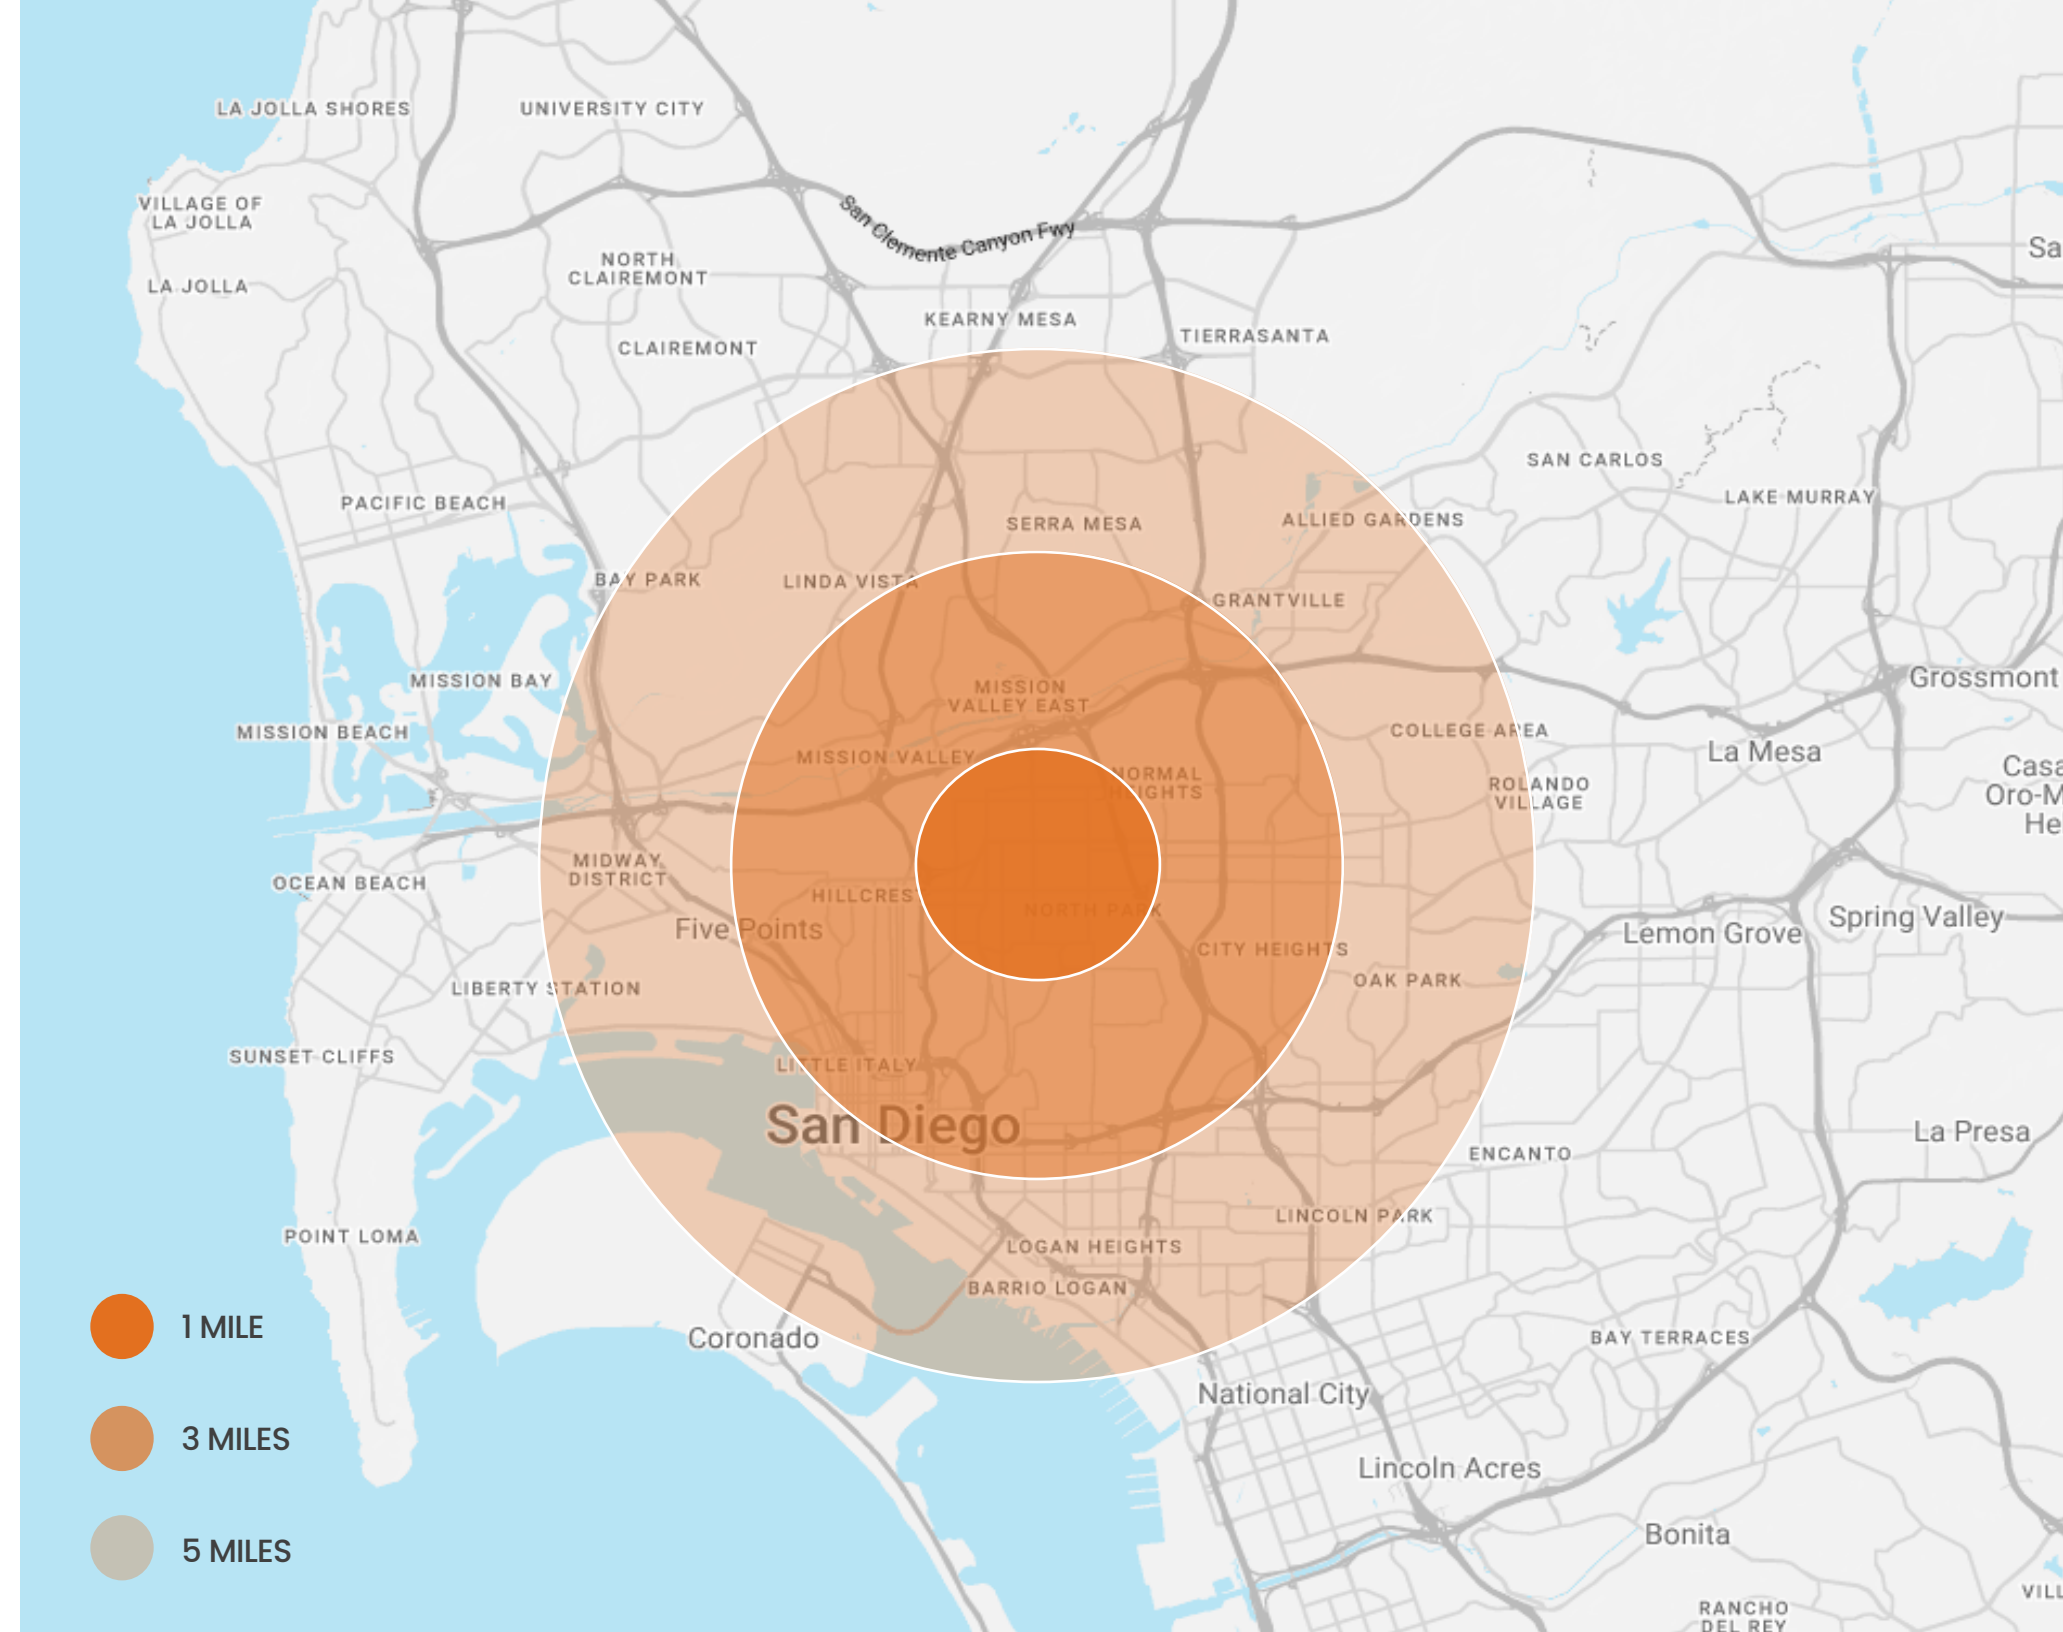 LA JOLLA SHORES
UNIVERSITY CITY
VILLAGE OF
LA JOLLA
San Clemente Canyon Fwy
Sa
NORTH
CLAIREMONT
LA JOLLA
KEARNY MESA
TIERRASANTA
CLAIREMONT
SAN CARLOS
LAKE MURRAY
PACIFIC BEACH
SERRA MESA
ALLIED GARDENS
BAY PARK
LINDA VISTA
GRANTVILLE
MISSION BAY
MISSION
VALLEY EAST
Grossmont
MISSION BEACH
COLLEGE AREA
La Mesa
MISSION VALLEY
NORMAL
HEIGHTS
ROLANDO
VILLAGE
Casa
Oro-M
He
MIDWAY
DISTRICT
OCEAN BEACH
HILLCREST
NORTH PARK
Five Points
Spring Valley
Lemon Grove
CITY HEIGHTS
OAK PARK
LIBERTY STATION
SUNSET CLIFFS
LITTLE ITALY
San Diego
La Presa
ENCANTO
LINCOLN PARK
POINT LOMA
LOGAN HEIGHTS
BARRIO LOGAN
Coronado
BAY TERRACES
National City
Lincoln Acres
Bonita
VILL
RANCHO
DEL REY
1 MILE
3 MILES
5 MILES